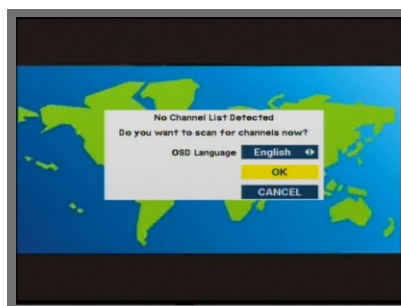 No Channel List Detected
Do you want to scan for channels now?
OSD Language English
OK
CANCEL